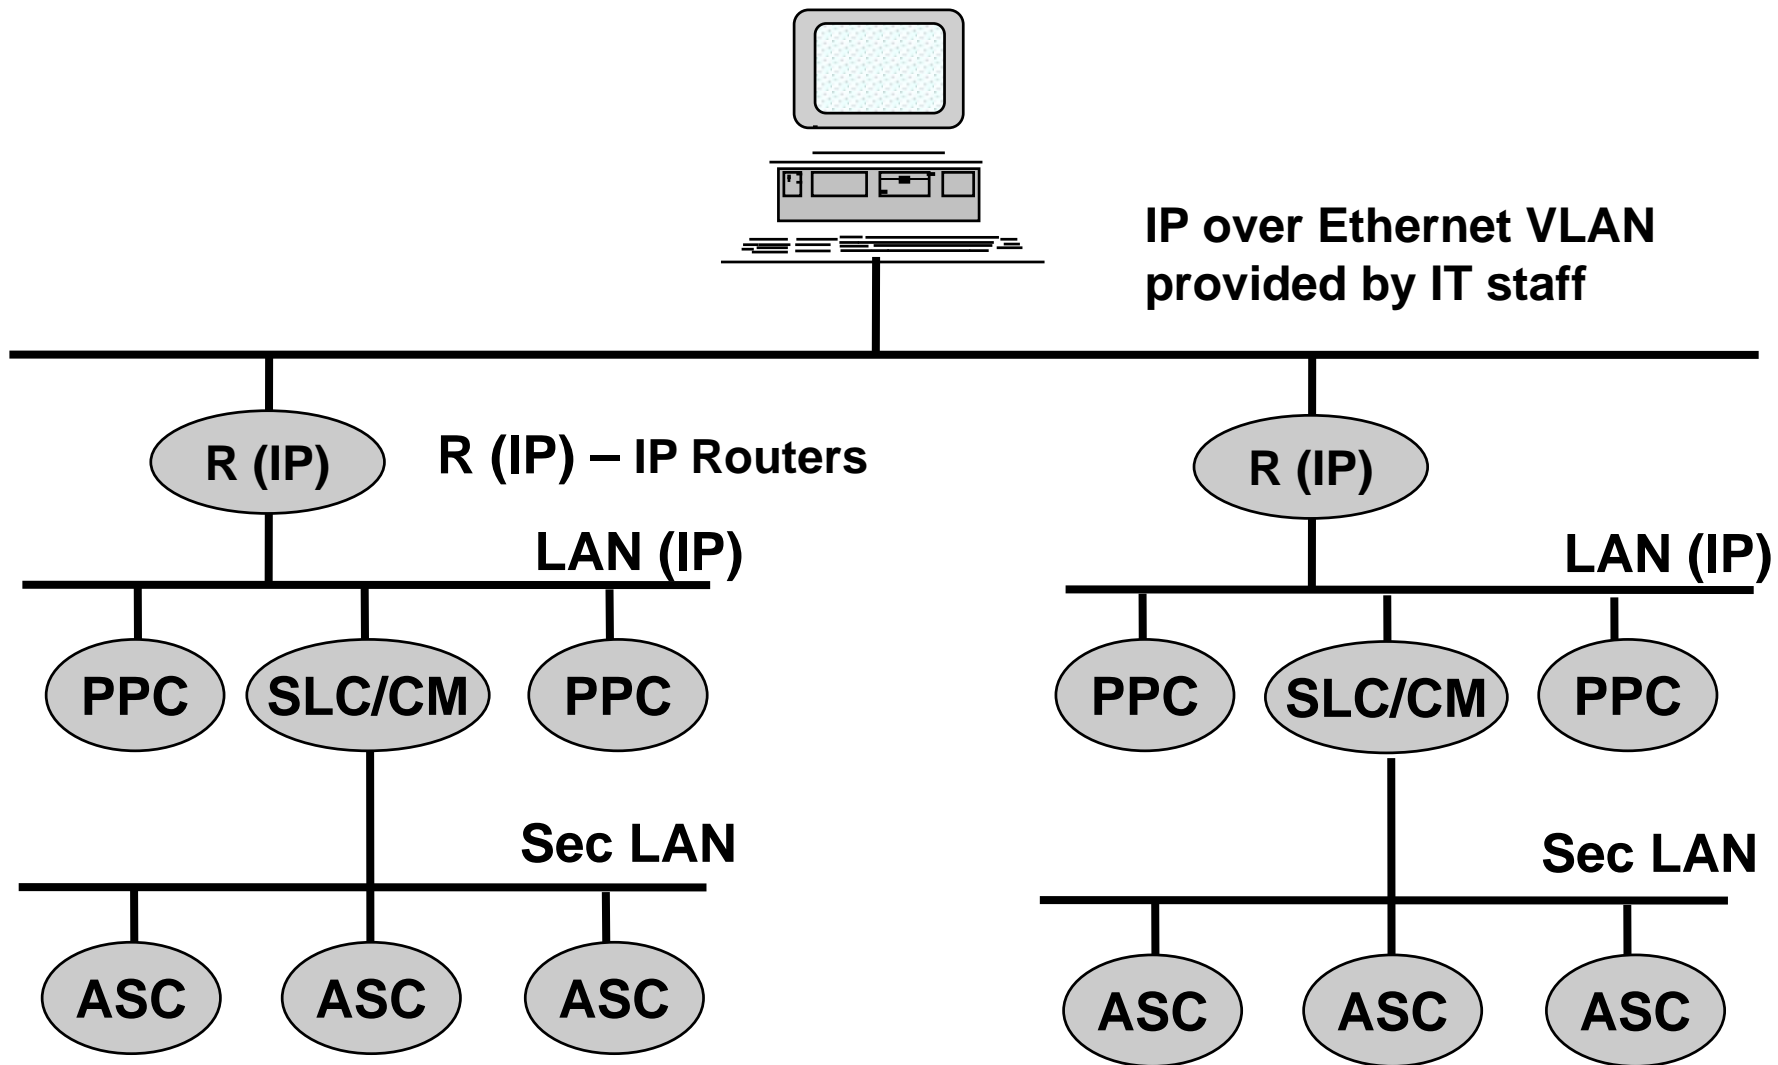 IP over Ethernet VLAN
provided by IT staff
R (IP)
R (IP) – IP Routers
R (IP)
LAN (IP)
LAN (IP)
PPC
SLC/CM
PPC
PPC
SLC/CM
PPC
Sec LAN
Sec LAN
ASC
ASC
ASC
ASC
ASC
ASC